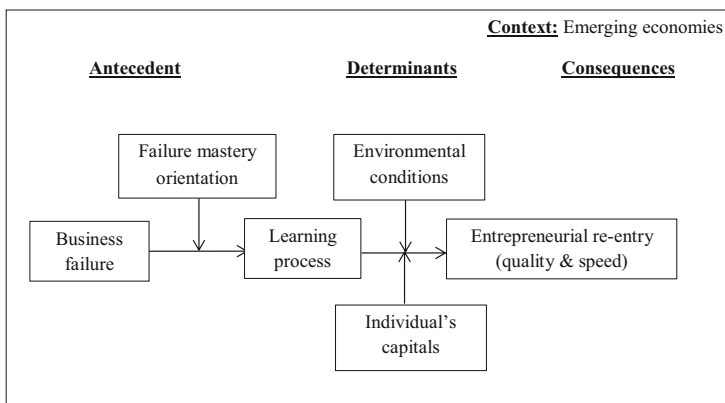 Context: Emerging economies
Antecedent
Determinants
Consequences
Failure mastery
orientation
Environmental
conditions
Business
failure
Learning
process
Entrepreneurial re-entry
(quality & speed)
Individual’s
capitals